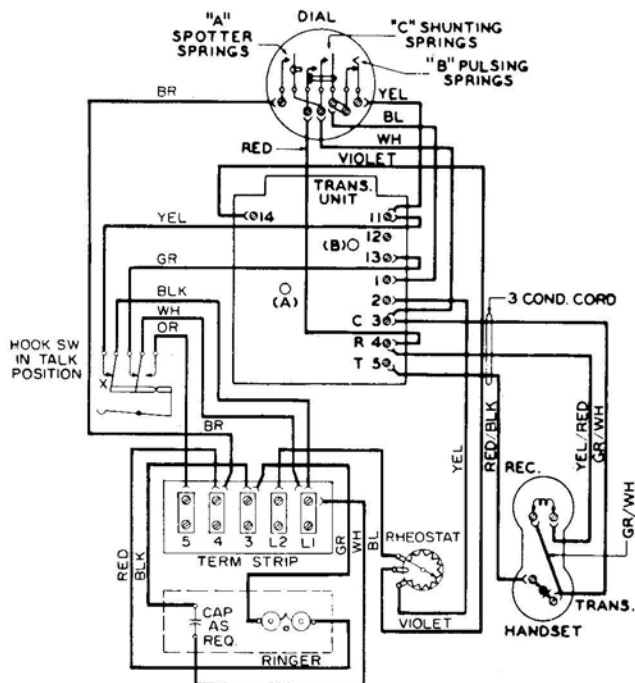 DIAL
"A"
SPOTTER
SPRINGS
"C" SHUNTING
SPRINGS
"B" PULSING
SPRINGS
BR
YEL
BL
WH
RED
VIOLET
TRANS.
UNIT
14
11
12
(B)
13
1
2
C 3
R 4
T 5
(A)
YEL
GR
BLK
WH
OR
HOOK SW
IN TALK
POSITION
X
3 COND. CORD
BR
RED/BLK
YEL/RED
GR/WH
GR/WH
YEL
REC.
TRANS.
HANDSET
5
4
3
L2
L1
TERM STRIP
RED
BLK
GR
WH
BL
RHEOSTAT
VIOLET
CAP
AS
REQ.
RINGER